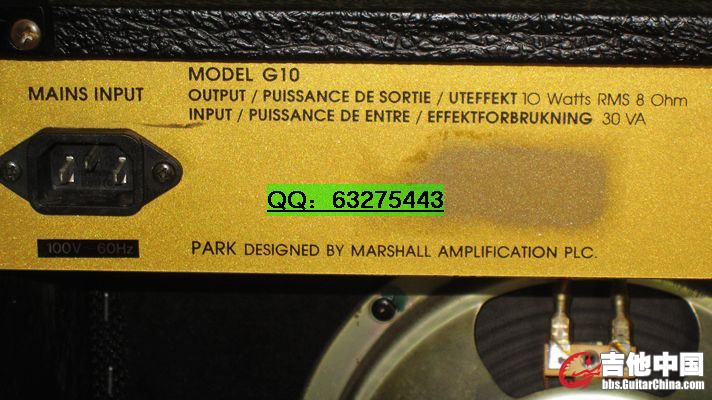 MODEL G10
MAINS INPUT
OUTPUT / PUISSANCE DE SORTIE / UTEFFEKT 10 Watts RMS 8 Ohm
INPUT / PUISSANCE DE ENTRE / EFFEKTFORBRUKNING 30 VA
QQ：63275443
100V 60Hz
PARK DESIGNED BY MARSHALL AMPLIFICATION PLC.
吉他中国
bbs.GuitarChina.com